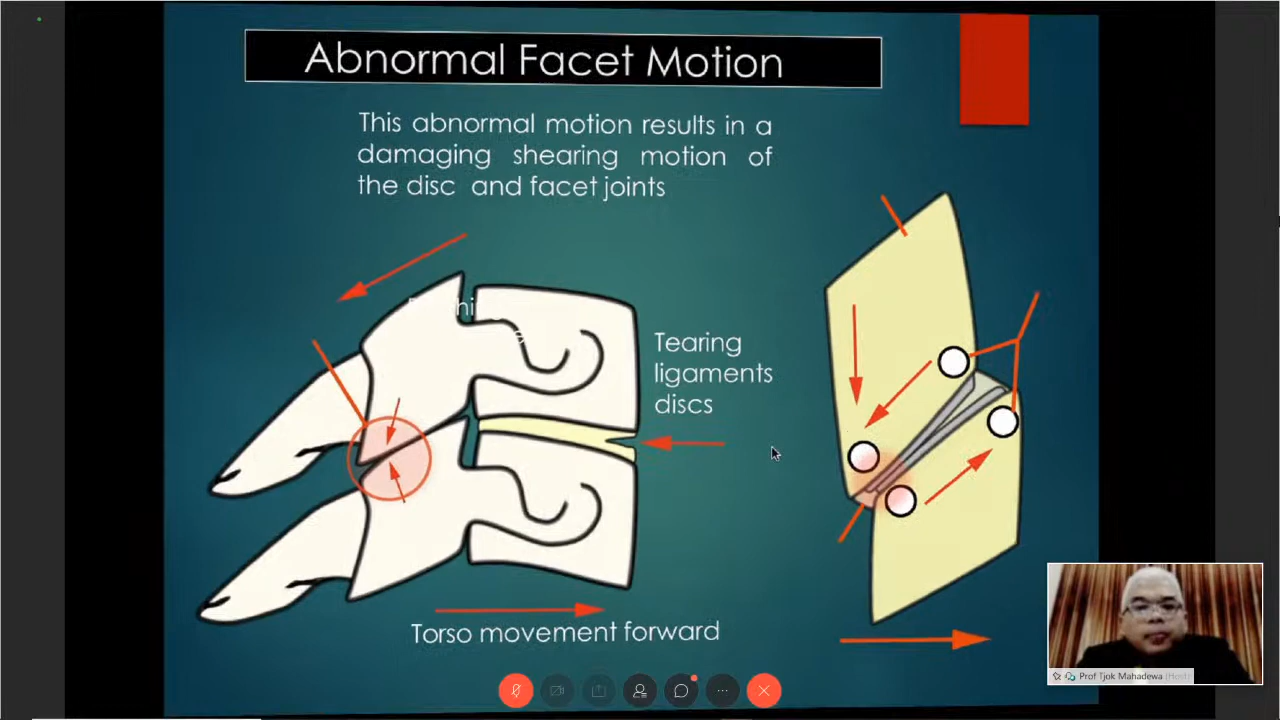 Abnormal Facet Motion
This abnormal motion results in a
damaging shearing motion of
the disc and facet joints
Tearing
ligaments
discs
Torso movement forward
Prof Tjok Mahadewa (Host)